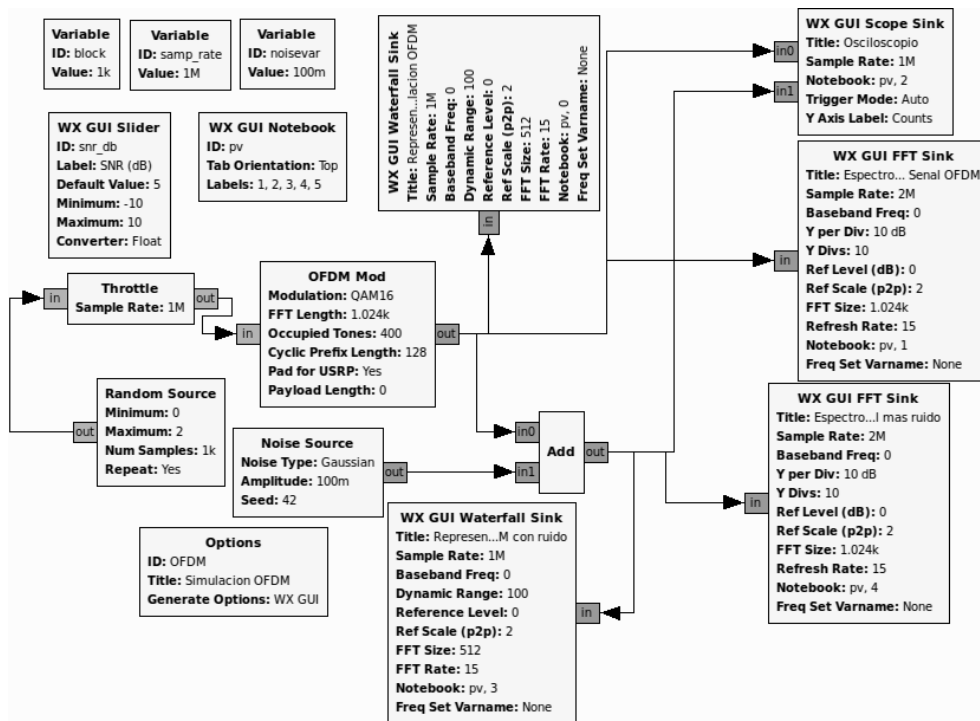 Variable
ID: block
Value: 1k
Variable
ID: samp_rate
Value: 1M
Variable
ID: noisevar
Value: 100m
WX GUI Slider
ID: snr_db
Label: SNR (dB)
Default Value: 5
Minimum: -10
Maximum: 10
Converter: Float
WX GUI Notebook
ID: pv
Tab Orientation: Top
Labels: 1, 2, 3, 4, 5
WX GUI Waterfall Sink
Title: Represen...lacion OFDM
Sample Rate: 1M
Baseband Freq: 0
Dynamic Range: 100
Reference Level: 0
Ref Scale (p2p): 2
FFT Size: 512
FFT Rate: 15
Notebook: pv, 0
Freq Set Varname: None
in
WX GUI Scope Sink
Title: Osciloscopio
Sample Rate: 1M
Notebook: pv, 2
Trigger Mode: Auto
Y Axis Label: Counts
in0
in1
WX GUI FFT Sink
Title: Espectro... Senal OFDM
Sample Rate: 2M
Baseband Freq: 0
Y per Div: 10 dB
Y Divs: 10
Ref Level (dB): 0
Ref Scale (p2p): 2
FFT Size: 1.024k
Refresh Rate: 15
Notebook: pv, 1
Freq Set Varname: None
in
in
Throttle
Sample Rate: 1M
out
in
OFDM Mod
Modulation: QAM16
FFT Length: 1.024k
Occupied Tones: 400
Cyclic Prefix Length: 128
Pad for USRP: Yes
Payload Length: 0
out
out
Random Source
Minimum: 0
Maximum: 2
Num Samples: 1k
Repeat: Yes
Noise Source
Noise Type: Gaussian
Amplitude: 100m
Seed: 42
out
in0
in1
Add
out
WX GUI FFT Sink
Title: Espectro...l mas ruido
Sample Rate: 2M
Baseband Freq: 0
Y per Div: 10 dB
Y Divs: 10
Ref Level (dB): 0
Ref Scale (p2p): 2
FFT Size: 1.024k
Refresh Rate: 15
Notebook: pv, 4
Freq Set Varname: None
in
Options
ID: OFDM
Title: Simulacion OFDM
Generate Options: WX GUI
WX GUI Waterfall Sink
Title: Represen...M con ruido
Sample Rate: 1M
Baseband Freq: 0
Dynamic Range: 100
Reference Level: 0
Ref Scale (p2p): 2
FFT Size: 512
FFT Rate: 15
Notebook: pv, 3
Freq Set Varname: None
in